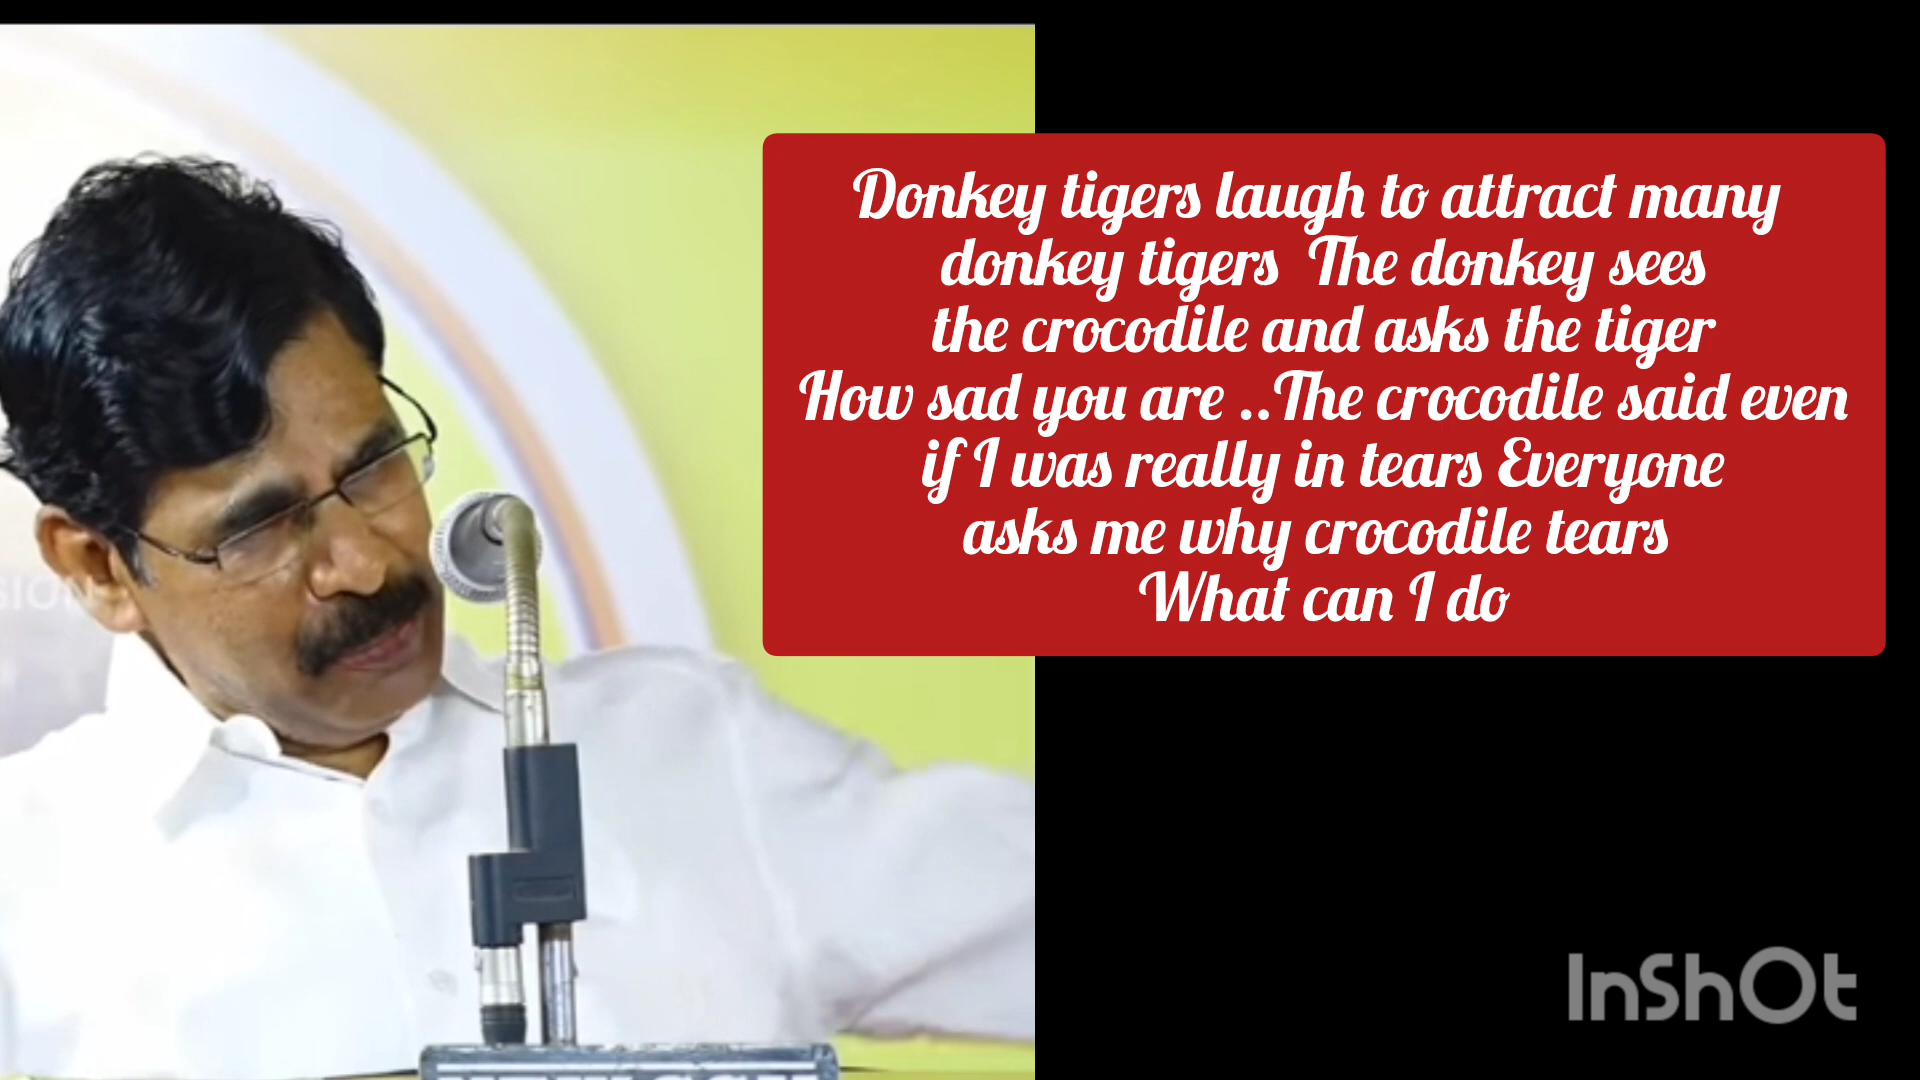 Donkey tigers laugh to attract many
donkey tigers The donkey sees
the crocodile and asks the tiger
How sad you are ..The crocodile said even
if I was really in tears Everyone
asks me why crocodile tears
What can I do
SION
InShOt